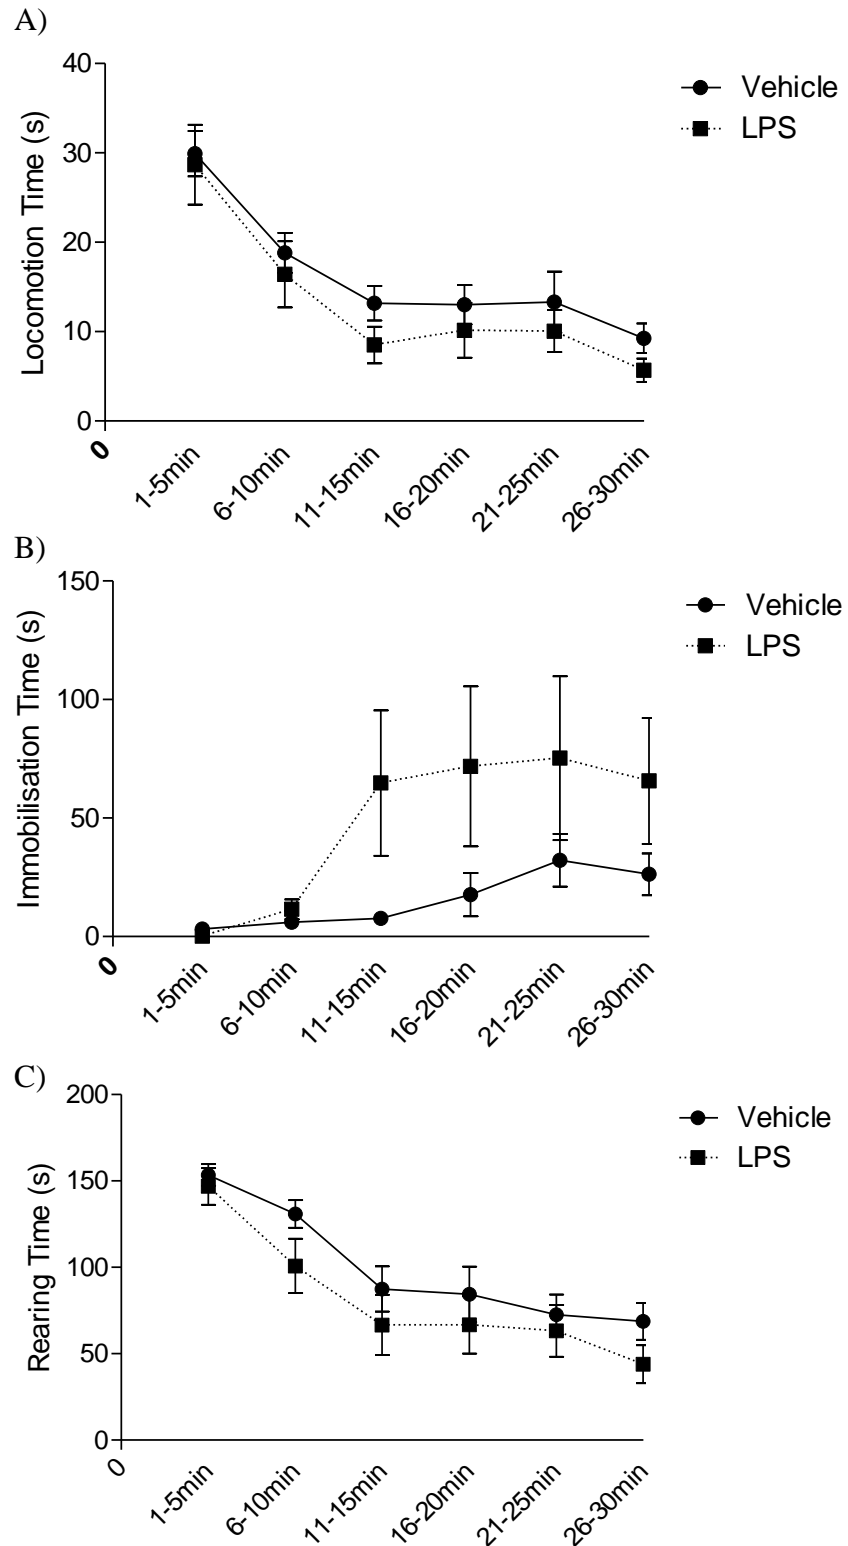 A)
Locomotion Time (s)
40
30
20
10
0
0
1-5min
6-10min
11-15min
16-20min
21-25min
26-30min
Vehicle
LPS
B)
Immobilisation Time (s)
150
100
50
0
0
1-5min
6-10min
11-15min
16-20min
21-25min
26-30min
Vehicle
LPS
C)
Rearing Time (s)
200
150
100
50
0
0
1-5min
6-10min
11-15min
16-20min
21-25min
26-30min
Vehicle
LPS